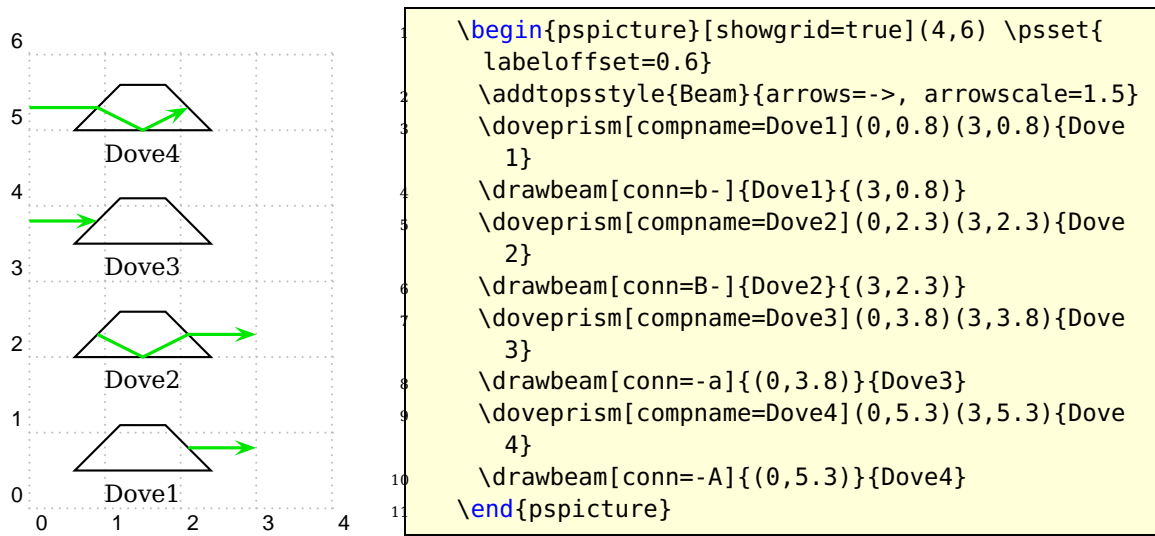 6
5
Dove4
4
3
Dove3
2
Dove2
1
0
Dove1
0 1 2 3 4
1 \begin{pspicture}[showgrid=true](4,6) \psset{
labeloffset=0.6}
2 \addtopsstyle{Beam}{arrows=->, arrowscale=1.5}
3 \doveprism[compname=Dove1](0,0.8)(3,0.8){Dove
1}
4 \drawbeam[conn=b-]{Dove1}{(3,0.8)}
5 \doveprism[compname=Dove2](0,2.3)(3,2.3){Dove
2}
6 \drawbeam[conn=B-]{Dove2}{(3,2.3)}
7 \doveprism[compname=Dove3](0,3.8)(3,3.8){Dove
3}
8 \drawbeam[conn=-a]{(0,3.8)}{Dove3}
9 \doveprism[compname=Dove4](0,5.3)(3,5.3){Dove
4}
10 \drawbeam[conn=-A]{(0,5.3)}{Dove4}
11 \end{pspicture}